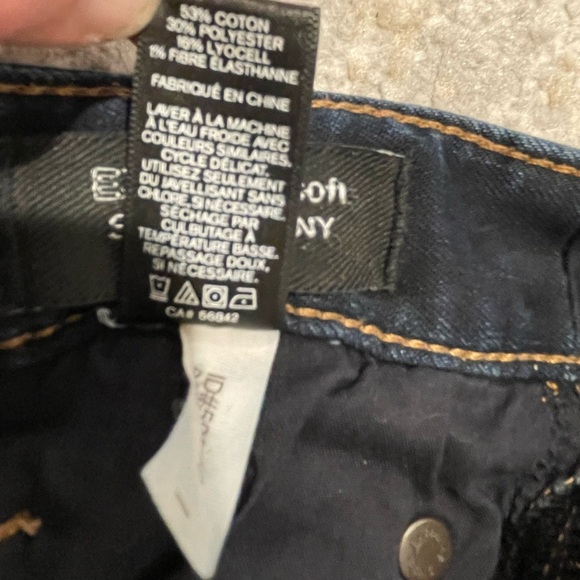 53% COTON
30% POLYESTER
16% LYOCELL
1% FIBRE ÉLASTHANNE
FABRIQUÉ EN CHINE
LAVER À LA MACHINE
À L'EAU FROIDE AVEC
COULEURS SIMILAIRES.
CYCLE DÉLICAT.
UTILISEZ SEULEMENT
DU JAVELLISANT SANS
CHLORE, SI NÉCESSAIRE.
SÉCHAGE PAR
CULBUTAGE À
TEMPÉRATURE BASSE.
REPASSAGE DOUX,
SI NÉCESSAIRE.
CA# 56842
soft
NY